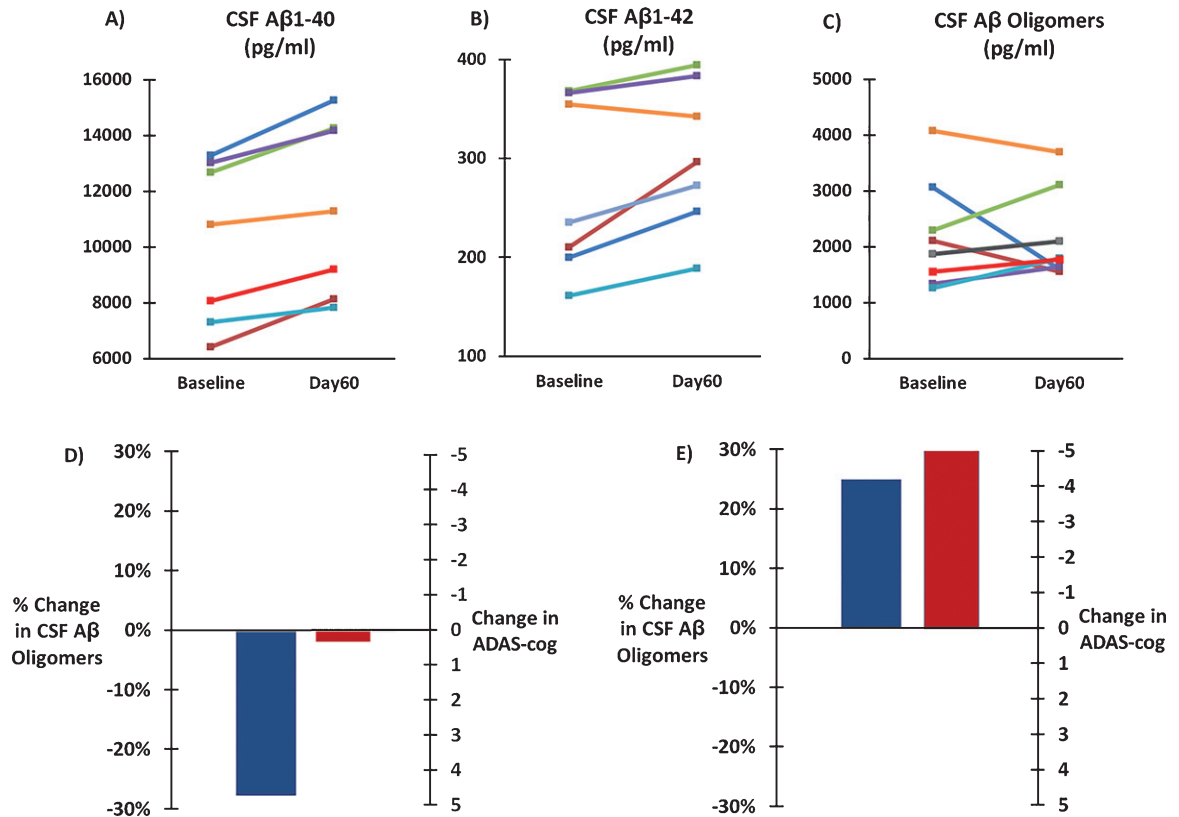 A)
CSF Aβ1-40
(pg/ml)
16000
14000
12000
10000
8000
6000
Baseline
Day60
B)
CSF Aβ1-42
(pg/ml)
400
300
200
100
Baseline
Day60
C)
CSF Aβ Oligomers
(pg/ml)
5000
4000
3000
2000
1000
0
Baseline
Day60
D)
30%
20%
10%
0%
-10%
-20%
-30%
% Change
in CSF Aβ
Oligomers
-5
-4
-3
-2
-1
0
1
2
3
4
5
Change in
ADAS-cog
E)
30%
20%
10%
0%
-10%
-20%
-30%
% Change
in CSF Aβ
Oligomers
-5
-4
-3
-2
-1
0
1
2
3
4
5
Change in
ADAS-cog